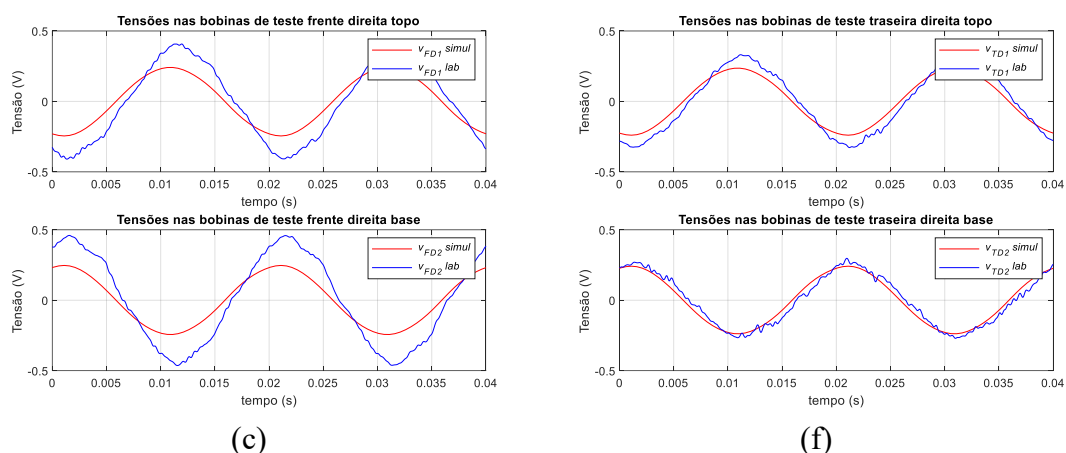 Tensões nas bobinas de teste frente direita topo
0.5
0
-0.5
Tensão (V)
v_FD1 simul
v_FD1 lab
0 0.005 0.01 0.015 0.02 0.025 0.03 0.035 0.04
tempo (s)
Tensões nas bobinas de teste frente direita base
0.5
0
-0.5
Tensão (V)
v_FD2 simul
v_FD2 lab
0 0.005 0.01 0.015 0.02 0.025 0.03 0.035 0.04
tempo (s)
(c)
Tensões nas bobinas de teste traseira direita topo
0.5
0
-0.5
Tensão (V)
v_TD1 simul
v_TD1 lab
0 0.005 0.01 0.015 0.02 0.025 0.03 0.035 0.04
tempo (s)
Tensões nas bobinas de teste traseira direita base
0.5
0
-0.5
Tensão (V)
v_TD2 simul
v_TD2 lab
0 0.005 0.01 0.015 0.02 0.025 0.03 0.035 0.04
tempo (s)
(f)